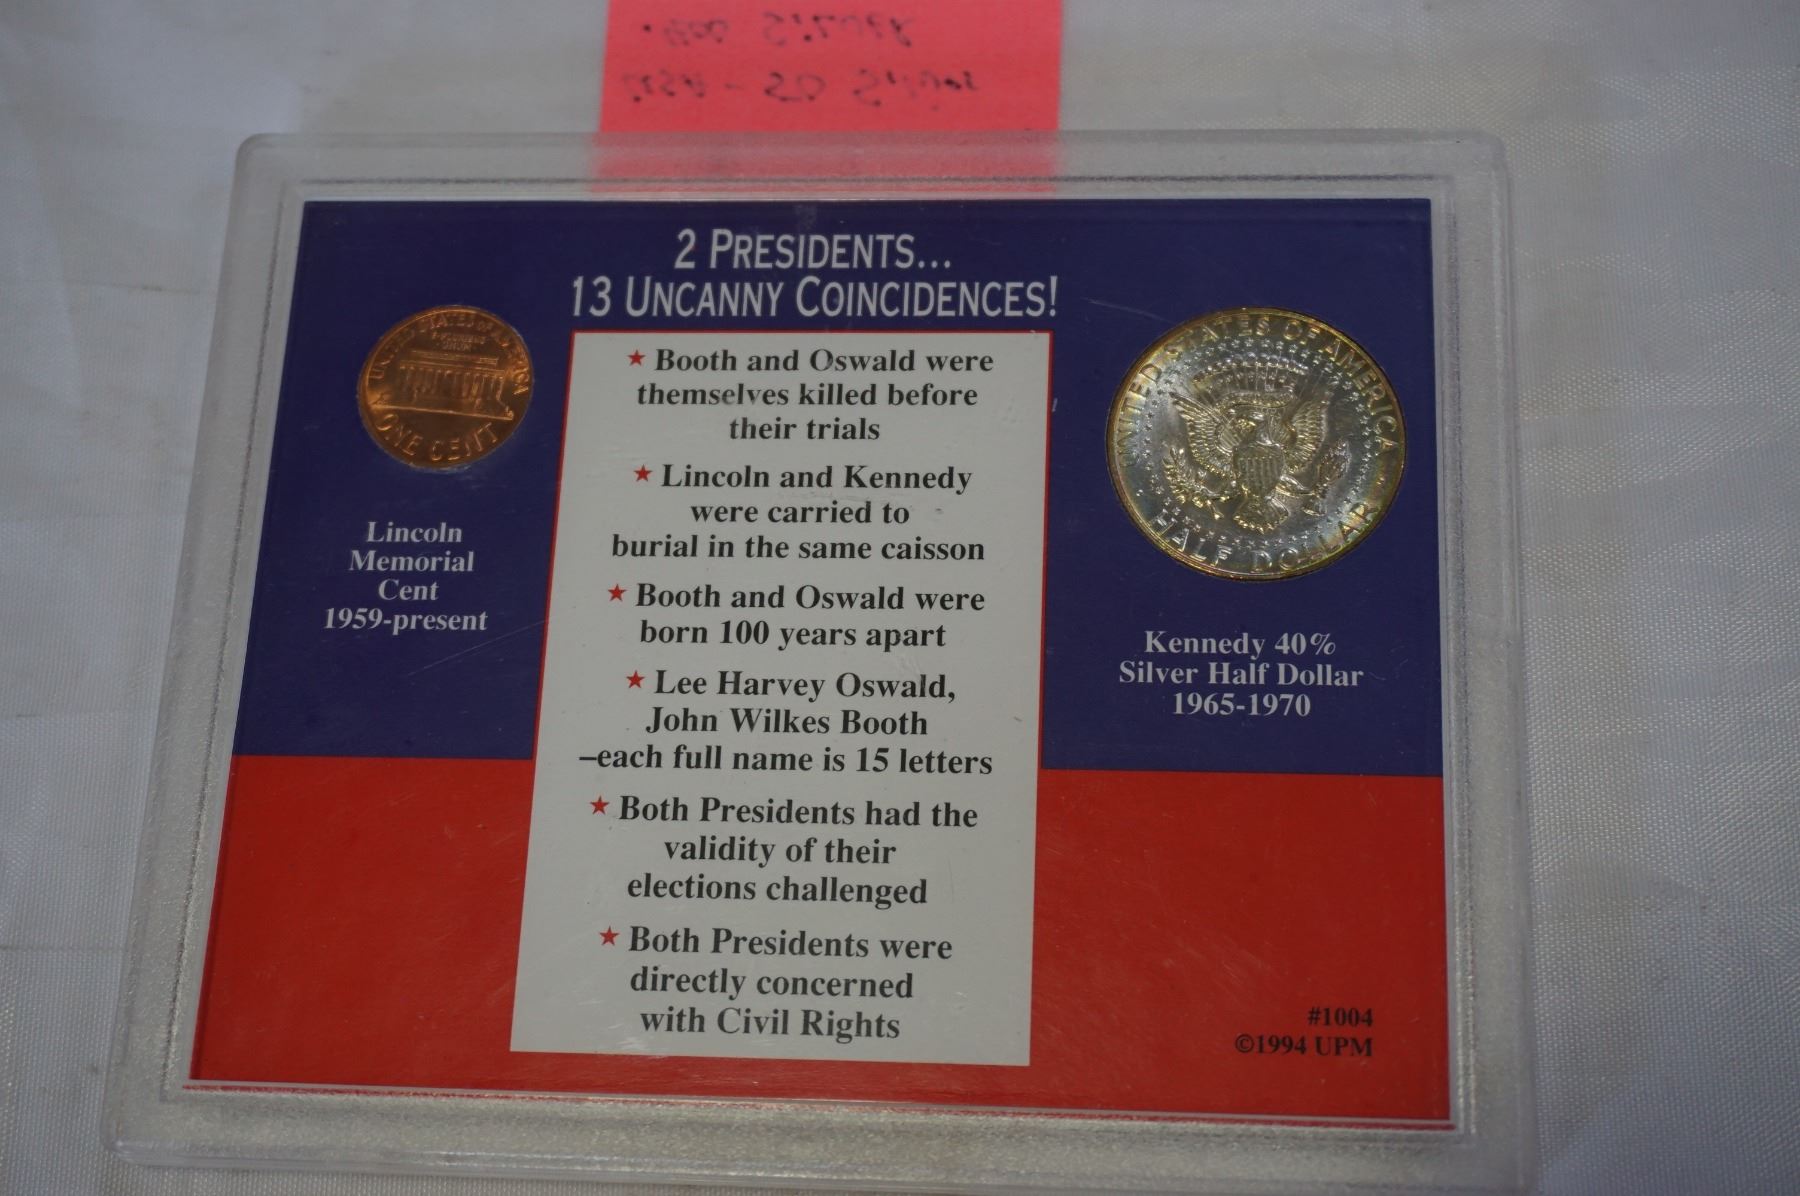 2 PRESIDENTS...
13 UNCANNY COINCIDENCES!
★ Booth and Oswald were
themselves killed before
their trials
★ Lincoln and Kennedy
were carried to
burial in the same caisson
★ Booth and Oswald were
born 100 years apart
★ Lee Harvey Oswald,
John Wilkes Booth
–each full name is 15 letters
★ Both Presidents had the
validity of their
elections challenged
★ Both Presidents were
directly concerned
with Civil Rights
UNITED STATES OF AMERICA
ONE CENT
Lincoln
Memorial
Cent
1959-present
UNITED STATES OF AMERICA
HALF DOLLAR
Kennedy 40%
Silver Half Dollar
1965-1970
#1004
©1994 UPM